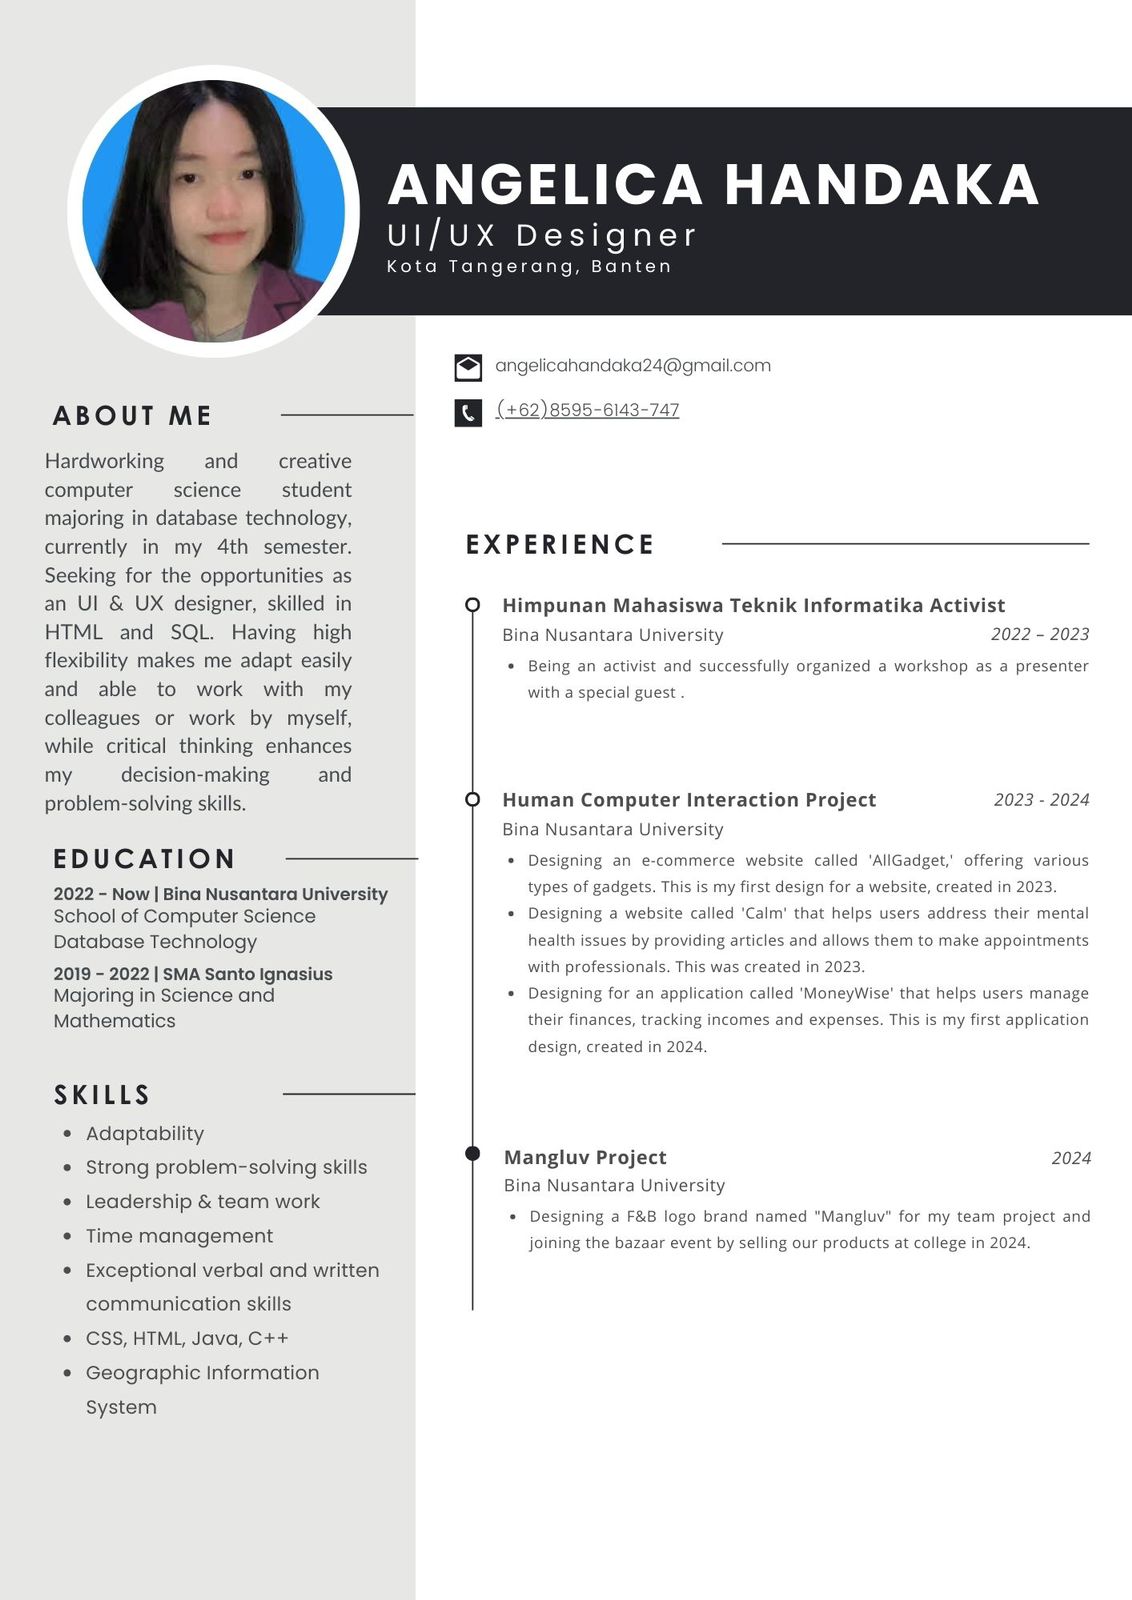 ANGELICA HANDAKA
UI/UX Designer
Kota Tangerang, Banten
angelicahandaka24@gmail.com
(+62)8595-6143-747
ABOUT ME
Hardworking and creative
computer science student
majoring in database technology,
currently in my 4th semester.
Seeking for the opportunities as
an UI & UX designer, skilled in
HTML and SQL. Having high
flexibility makes me adapt easily
and able to work with my
colleagues or work by myself,
while critical thinking enhances
my decision-making and
problem-solving skills.
EDUCATION
2022 - Now | Bina Nusantara University
School of Computer Science
Database Technology
2019 - 2022 | SMA Santo Ignasius
Majoring in Science and
Mathematics
SKILLS
• Adaptability
• Strong problem-solving skills
• Leadership & team work
• Time management
• Exceptional verbal and written
communication skills
• CSS, HTML, Java, C++
• Geographic Information
System
EXPERIENCE
Himpunan Mahasiswa Teknik Informatika Activist
Bina Nusantara University 2022 – 2023
• Being an activist and successfully organized a workshop as a presenter
with a special guest .
Human Computer Interaction Project 2023 - 2024
Bina Nusantara University
• Designing an e-commerce website called 'AllGadget,' offering various
types of gadgets. This is my first design for a website, created in 2023.
• Designing a website called 'Calm' that helps users address their mental
health issues by providing articles and allows them to make appointments
with professionals. This was created in 2023.
• Designing for an application called 'MoneyWise' that helps users manage
their finances, tracking incomes and expenses. This is my first application
design, created in 2024.
Mangluv Project 2024
Bina Nusantara University
• Designing a F&B logo brand named "Mangluv" for my team project and
joining the bazaar event by selling our products at college in 2024.